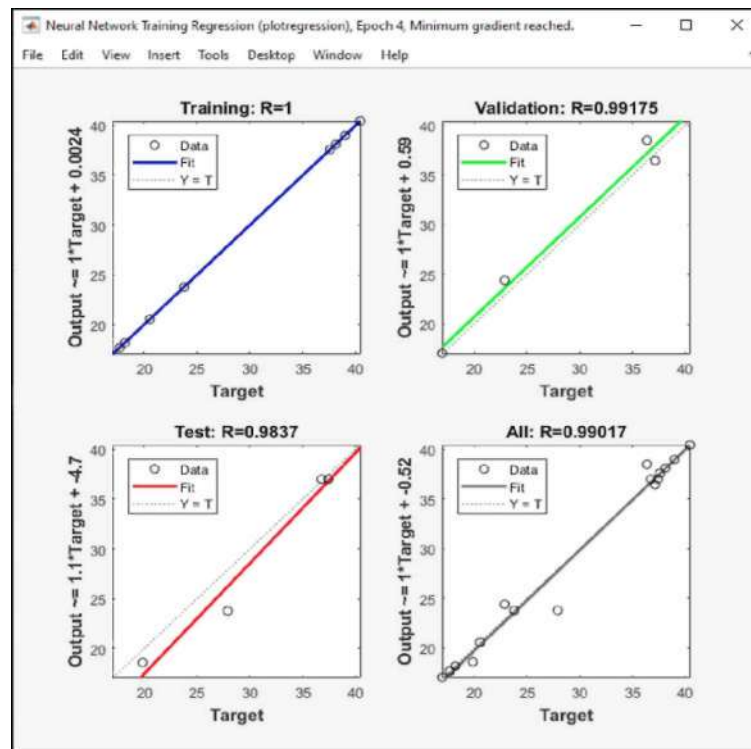 Neural Network Training Regression (plotregression), Epoch 4, Minimum gradient reached.
File Edit View Insert Tools Desktop Window Help
Training: R=1
Output ~= 1*Target + 0.0024
Data
Fit
Y = T
40
35
30
25
20
20 25 30 35 40
Target
Validation: R=0.99175
Output ~= 1*Target + 0.59
Data
Fit
Y = T
40
35
30
25
20
20 25 30 35 40
Target
Test: R=0.9837
Output ~= 1.1*Target + -4.7
Data
Fit
Y = T
40
35
30
25
20
20 25 30 35 40
Target
All: R=0.99017
Output ~= 1*Target + -0.52
Data
Fit
Y = T
40
35
30
25
20
20 25 30 35 40
Target